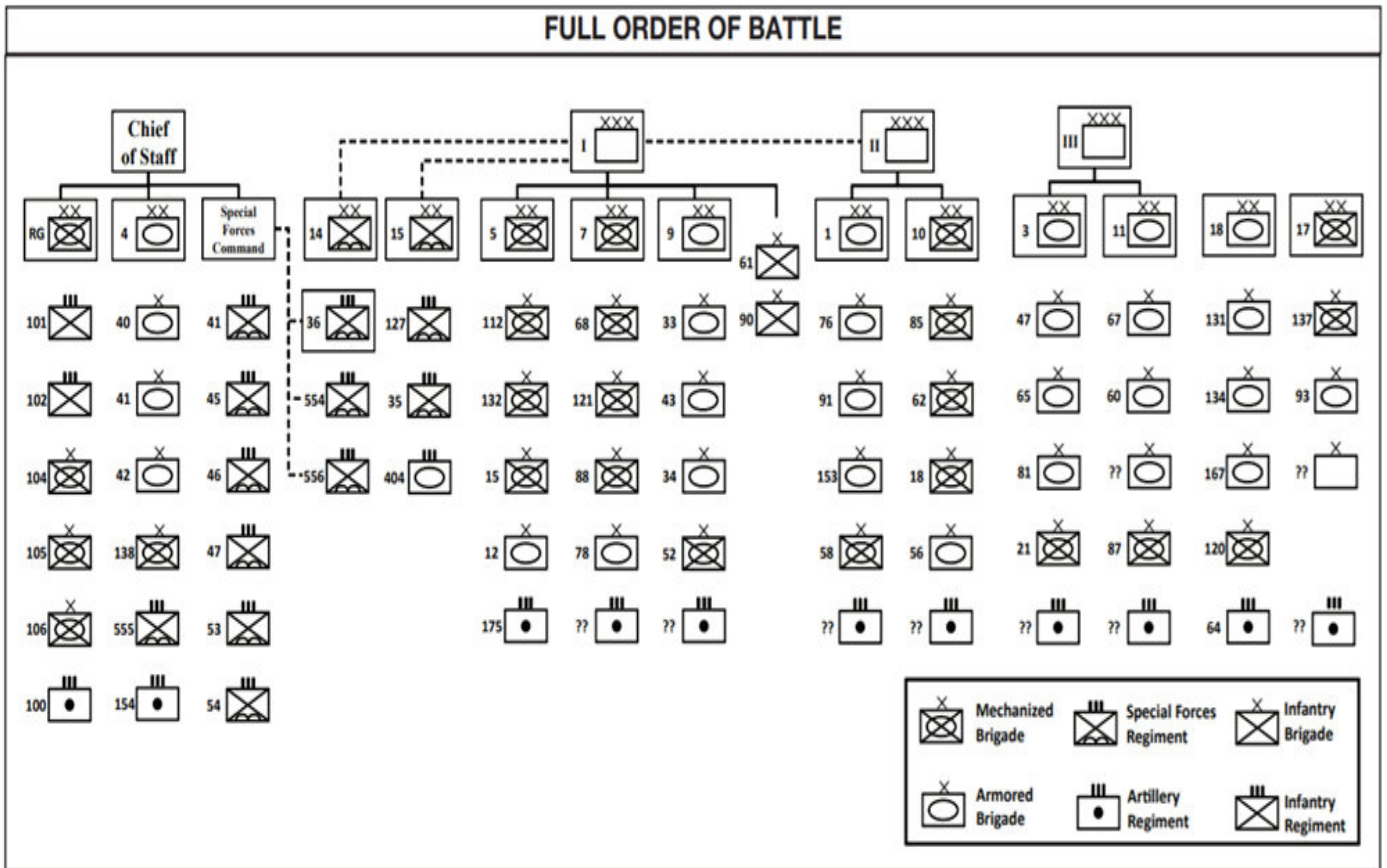 FULL ORDER OF BATTLE
Chief
of Staff
XXX
I
XXX
II
XXX
III
XX
RG
XX
4
Special
Forces
Command
XX
14
XX
15
XX
5
XX
7
XX
9
X
61
XX
1
XX
10
XX
3
XX
11
XX
18
XX
17
101 40 41 36 127 112 68 33 90 76 85 47 67 131 137
102 41 45 554 35 132 121 43 91 62 65 60 134 93
104 42 46 556 404 15 88 34 153 18 81 ?? 167 ??
105 138 47 12 78 52 58 56 21 87 120
106 555 53 175 ?? ?? ?? ?? ?? ?? 64 ??
100 154 54
Mechanized
Brigade
Special Forces
Regiment
Infantry
Brigade
Armored
Brigade
Artillery
Regiment
Infantry
Regiment